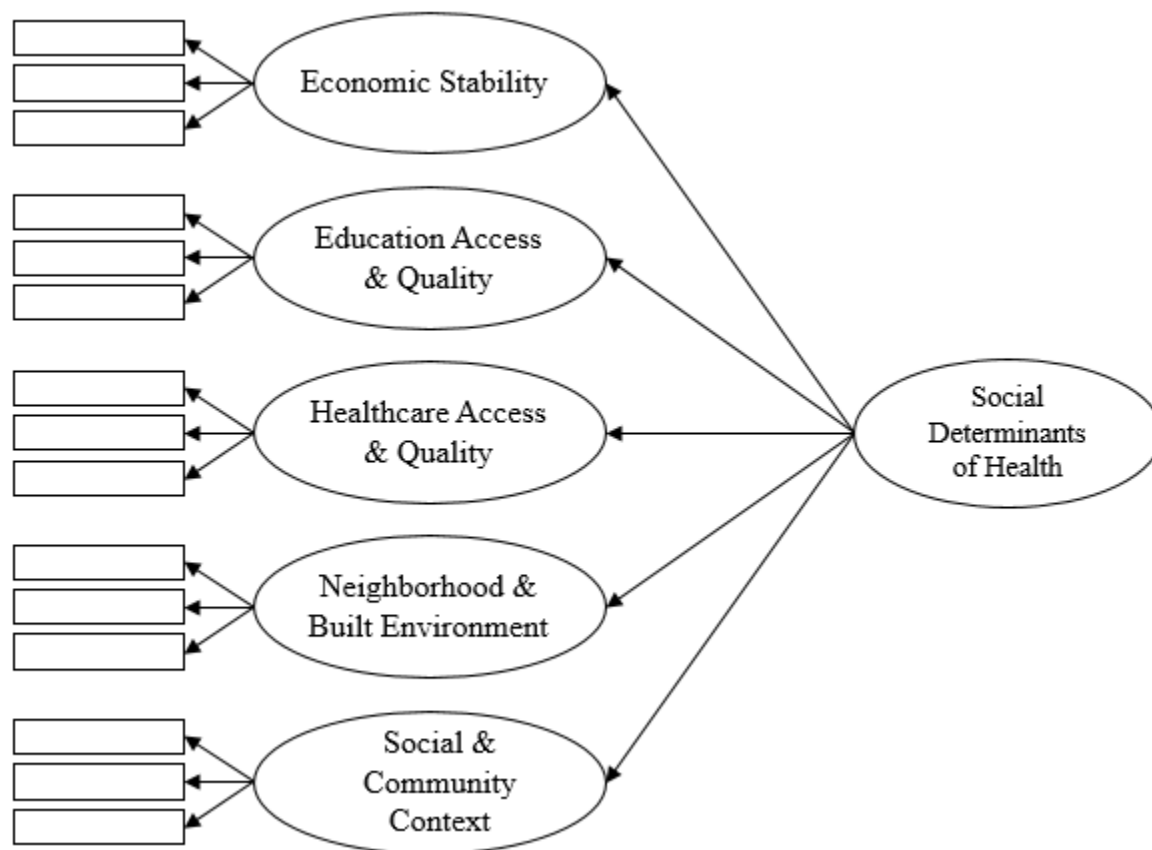 Economic Stability
Education Access
& Quality
Healthcare Access
& Quality
Neighborhood &
Built Environment
Social &
Community
Context
Social
Determinants
of Health